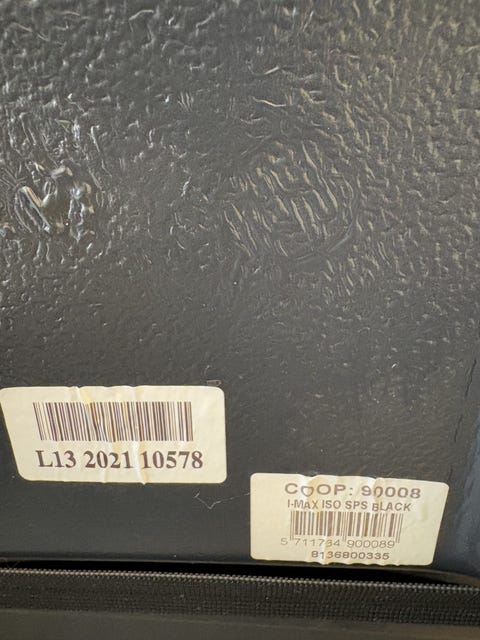 L13 2021 10578
COOP: 90008
I-MAX ISO SPS BLACK
5 711734 900089
8136800335